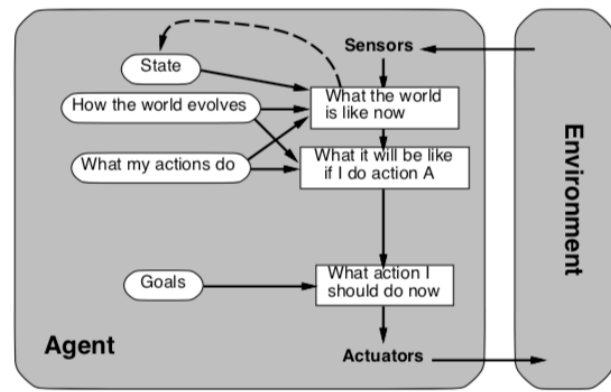 Sensors
State
How the world evolves
What the world
is like now
What my actions do
What it will be like
if I do action A
Goals
What action I
should do now
Agent
Actuators
Environment